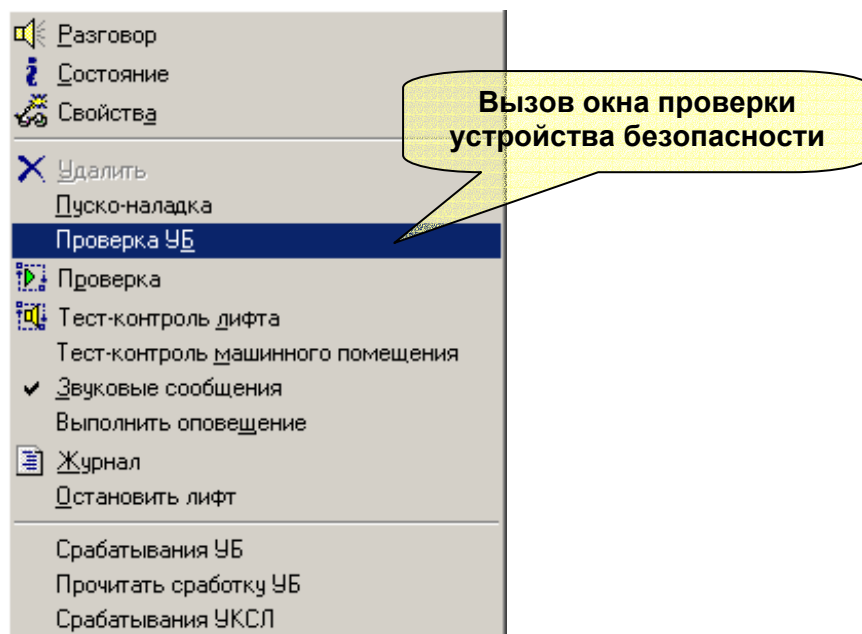 Разговор
Состояние
Свойства
Вызов окна проверки
устройства безопасности
Удалить
Пуско-наладка
Проверка УБ
Проверка
Тест-контроль лифта
Тест-контроль машинного помещения
Звуковые сообщения
Выполнить оповещение
Журнал
Остановить лифт
Срабатывания УБ
Прочитать сработку УБ
Срабатывания УКСЛ